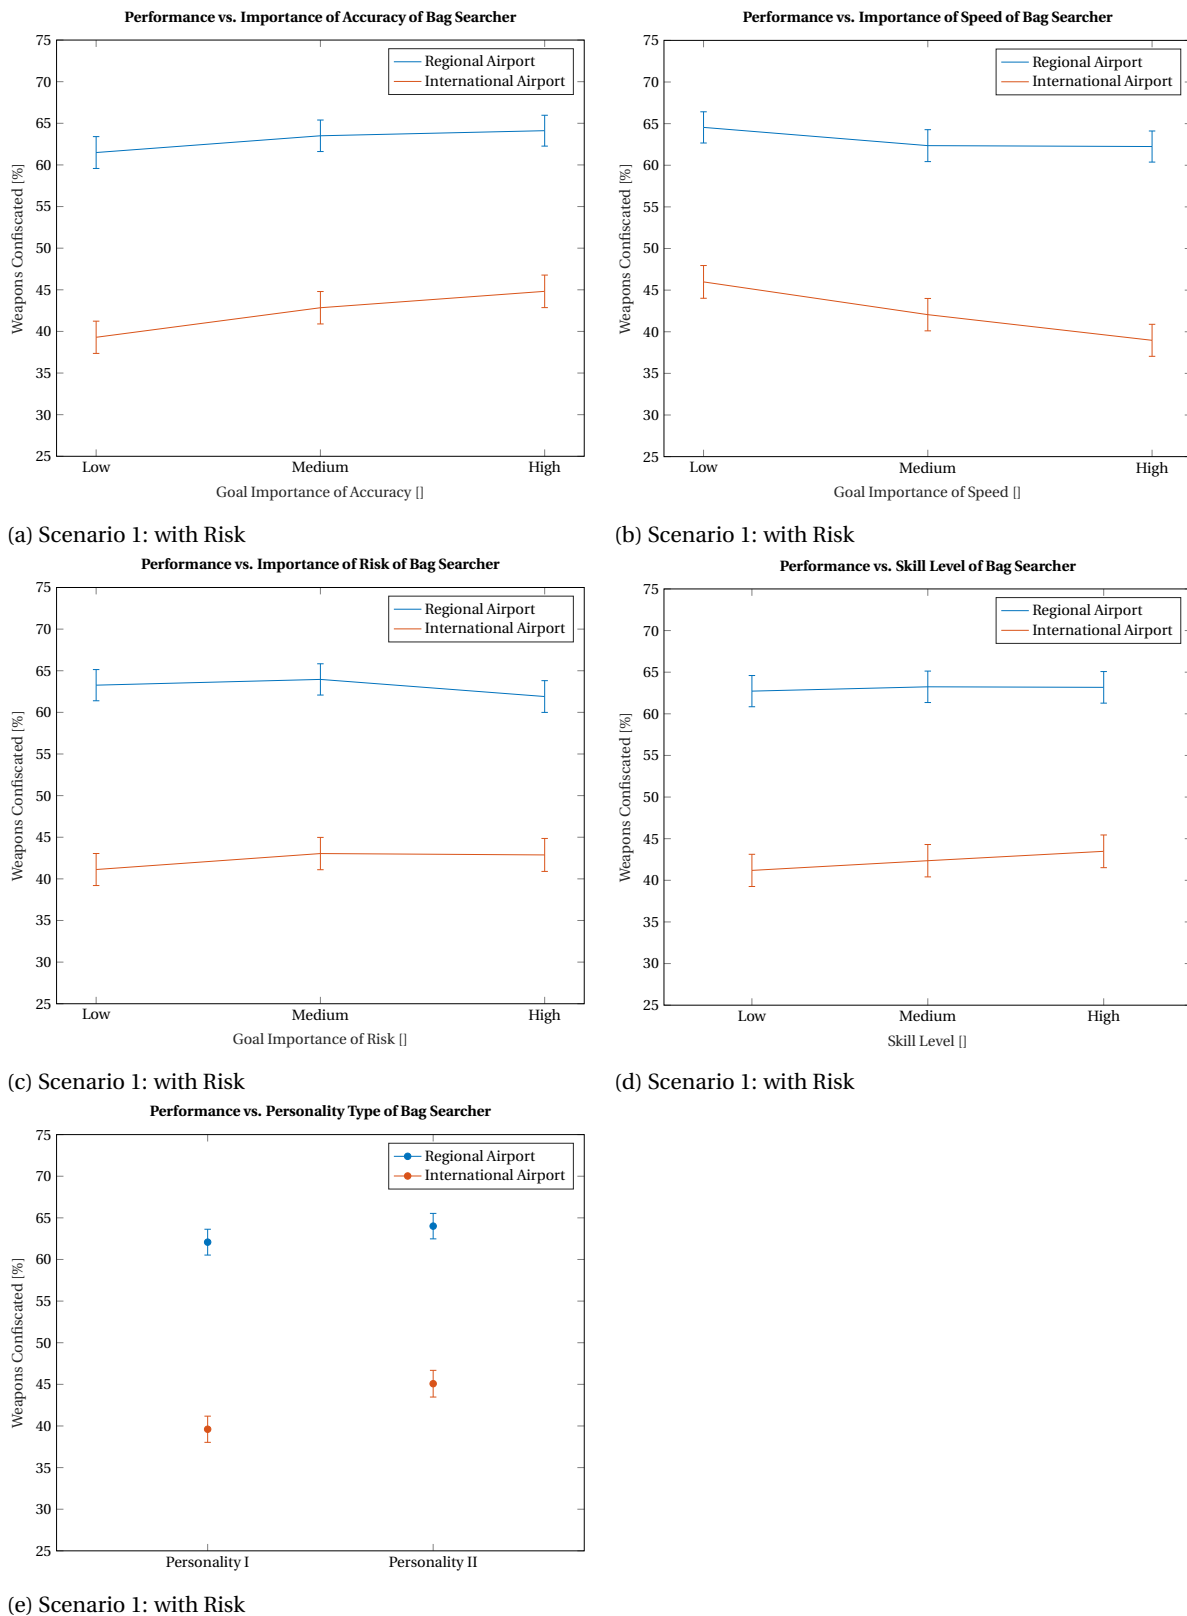 Performance vs. Importance of Accuracy of Bag Searcher
75
70
65
60
55
50
45
40
35
30
25
Weapons Confiscated [%]
Regional Airport
International Airport
Low Medium High
Goal Importance of Accuracy []
(a) Scenario 1: with Risk
Performance vs. Importance of Speed of Bag Searcher
75
70
65
60
55
50
45
40
35
30
25
Weapons Confiscated [%]
Regional Airport
International Airport
Low Medium High
Goal Importance of Speed []
(b) Scenario 1: with Risk
Performance vs. Importance of Risk of Bag Searcher
75
70
65
60
55
50
45
40
35
30
25
Weapons Confiscated [%]
Regional Airport
International Airport
Low Medium High
Goal Importance of Risk []
(c) Scenario 1: with Risk
Performance vs. Skill Level of Bag Searcher
75
70
65
60
55
50
45
40
35
30
25
Weapons Confiscated [%]
Regional Airport
International Airport
Low Medium High
Skill Level []
(d) Scenario 1: with Risk
Performance vs. Personality Type of Bag Searcher
75
70
65
60
55
50
45
40
35
30
25
Weapons Confiscated [%]
Regional Airport
International Airport
Personality I Personality II
(e) Scenario 1: with Risk